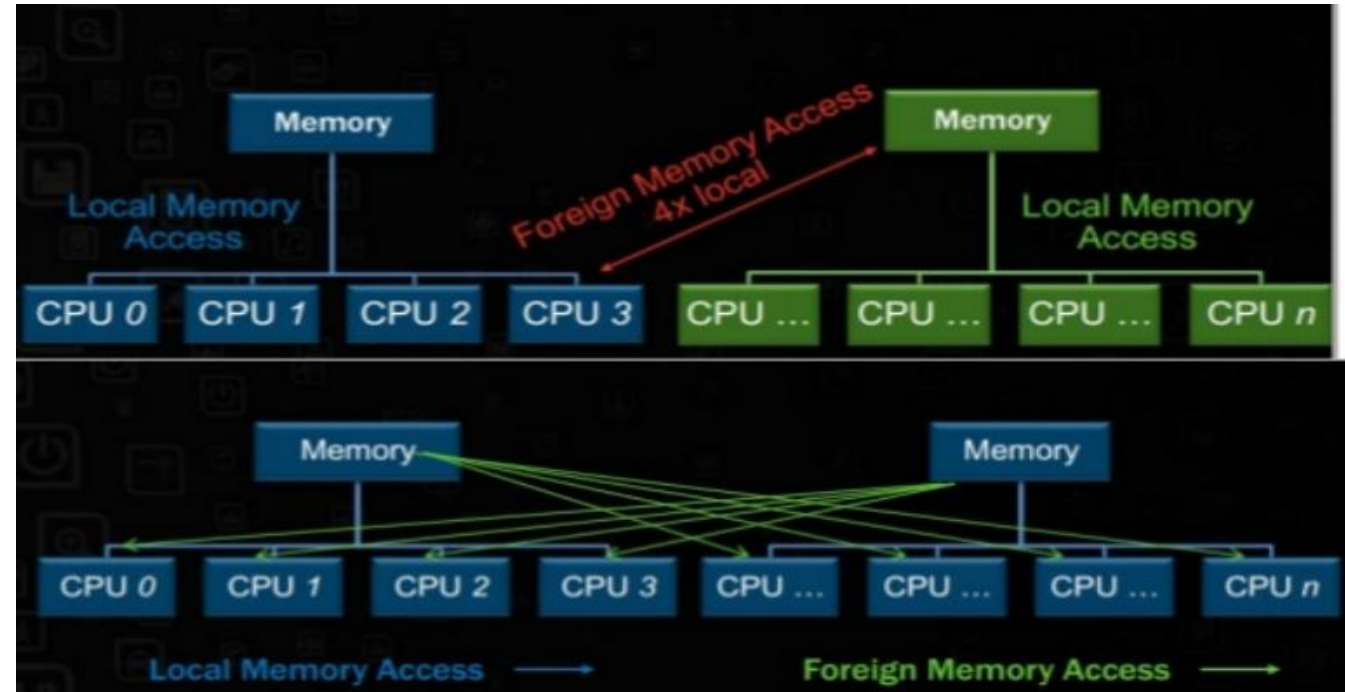 Memory
Memory
Foreign Memory Access
4x local
Local Memory
Access
Local Memory
Access
CPU 0
CPU 1
CPU 2
CPU 3
CPU ...
CPU ...
CPU ...
CPU n
Memory
Memory
CPU 0
CPU 1
CPU 2
CPU 3
CPU ...
CPU ...
CPU ...
CPU n
Local Memory Access
Foreign Memory Access